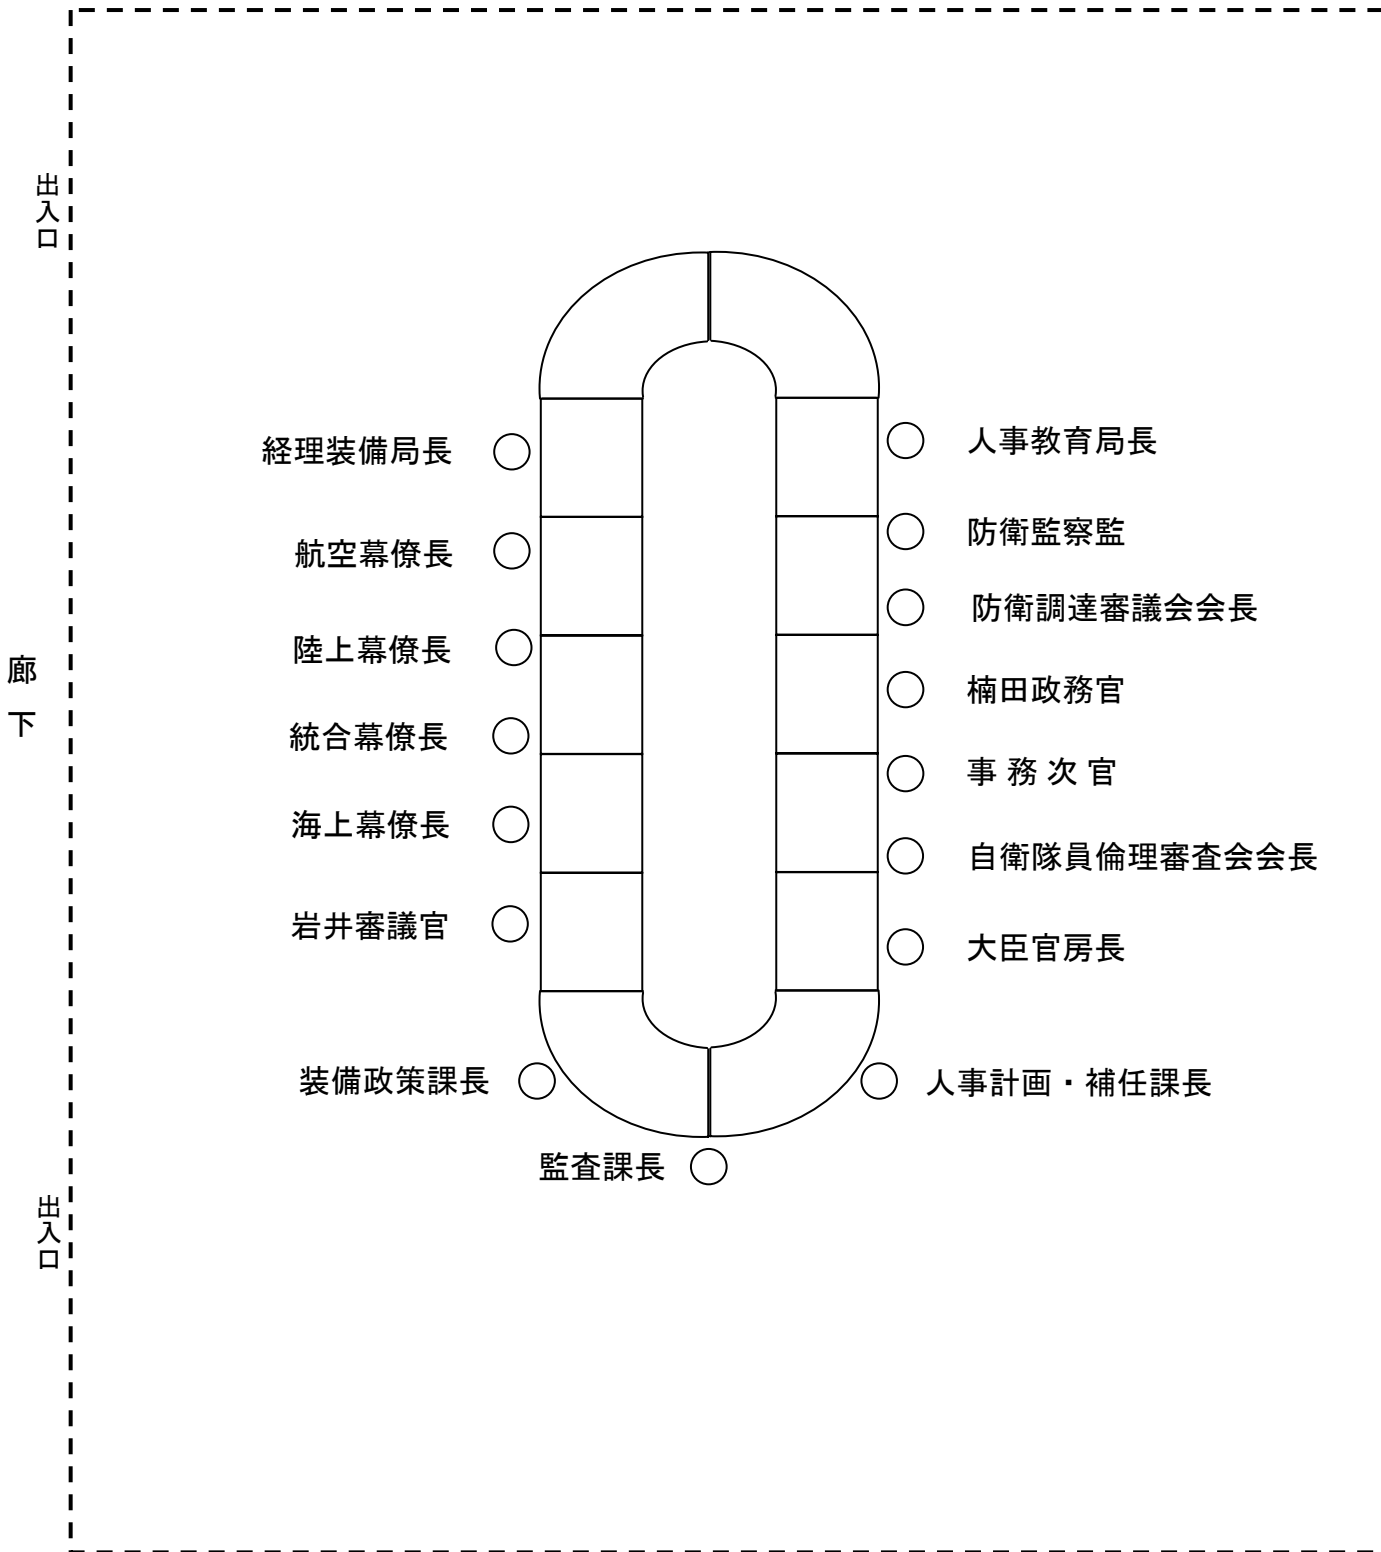 出入口
経理装備局長
人事教育局長
航空幕僚長
防衛監察監
防衛調達審議会会長
陸上幕僚長
廊下
楠田政務官
統合幕僚長
事務次官
海上幕僚長
自衛隊員倫理審査会会長
岩井審議官
大臣官房長
装備政策課長
人事計画・補任課長
監査課長
出入口